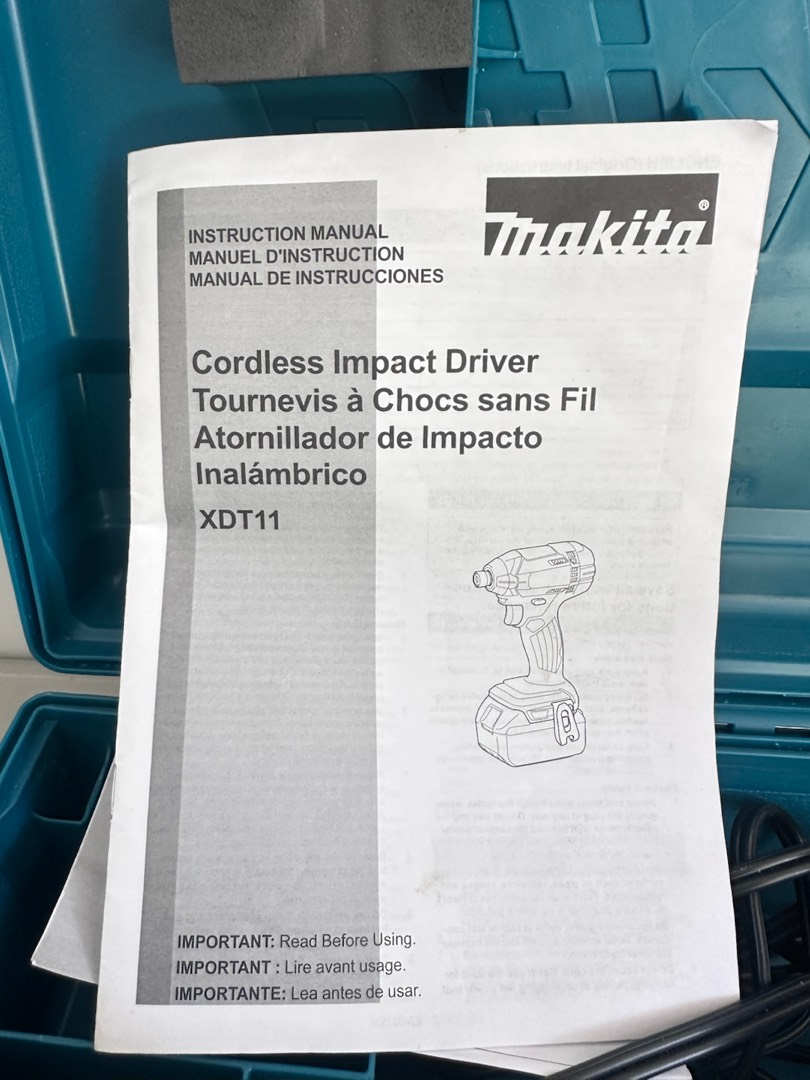 INSTRUCTION MANUAL
MANUEL D'INSTRUCTION
MANUAL DE INSTRUCCIONES
makita®
Cordless Impact Driver
Tournevis à Chocs sans Fil
Atornillador de Impacto
Inalámbrico
XDT11
IMPORTANT: Read Before Using.
IMPORTANT : Lire avant usage.
IMPORTANTE: Lea antes de usar.